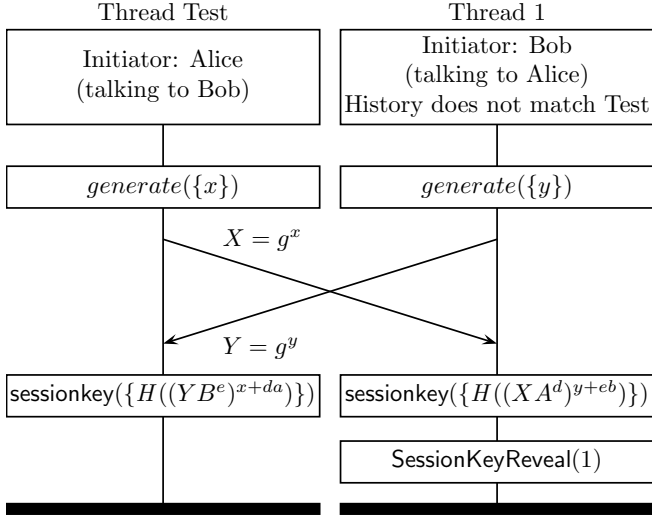 Thread Test
Thread 1
Initiator: Alice
(talking to Bob)
Initiator: Bob
(talking to Alice)
History does not match Test
generate({x})
generate({y})
X = g^x
Y = g^y
sessionkey({H((YB^e)^{x+da})})
sessionkey({H((XA^d)^{y+eb})})
SessionKeyReveal(1)